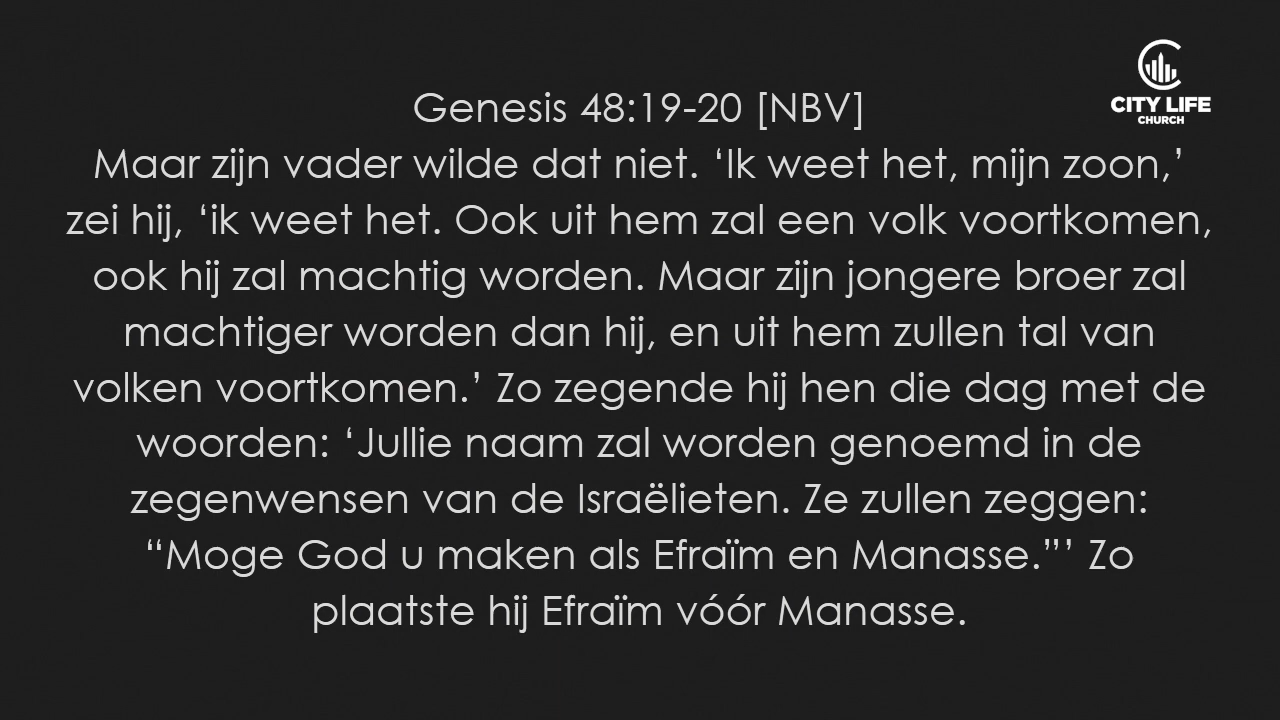 CITY LIFE
CHURCH
Genesis 48:19-20 [NBV]
Maar zijn vader wilde dat niet. ‘Ik weet het, mijn zoon,’
zei hij, ‘ik weet het. Ook uit hem zal een volk voortkomen,
ook hij zal machtig worden. Maar zijn jongere broer zal
machtiger worden dan hij, en uit hem zullen tal van
volken voortkomen.’ Zo zegende hij hen die dag met de
woorden: ‘Jullie naam zal worden genoemd in de
zegenwensen van de Israëlieten. Ze zullen zeggen:
“Moge God u maken als Efraïm en Manasse.”’ Zo
plaatste hij Efraïm vóór Manasse.